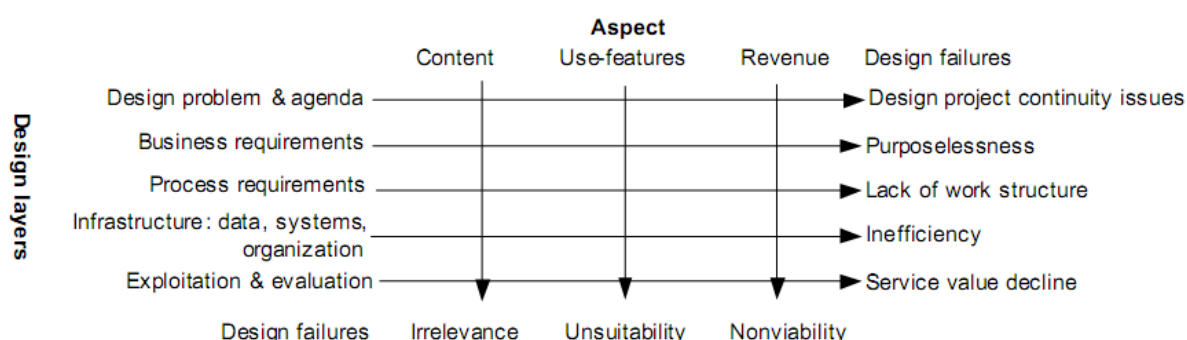 Aspect
Content Use-features Revenue Design failures
Design problem & agenda Design project continuity issues
Business requirements Purposelessness
Process requirements Lack of work structure
Infrastructure: data, systems,
organization Inefficiency
Exploitation & evaluation Service value decline
Design failures Irrelevance Unsuitability Nonviability
Design layers